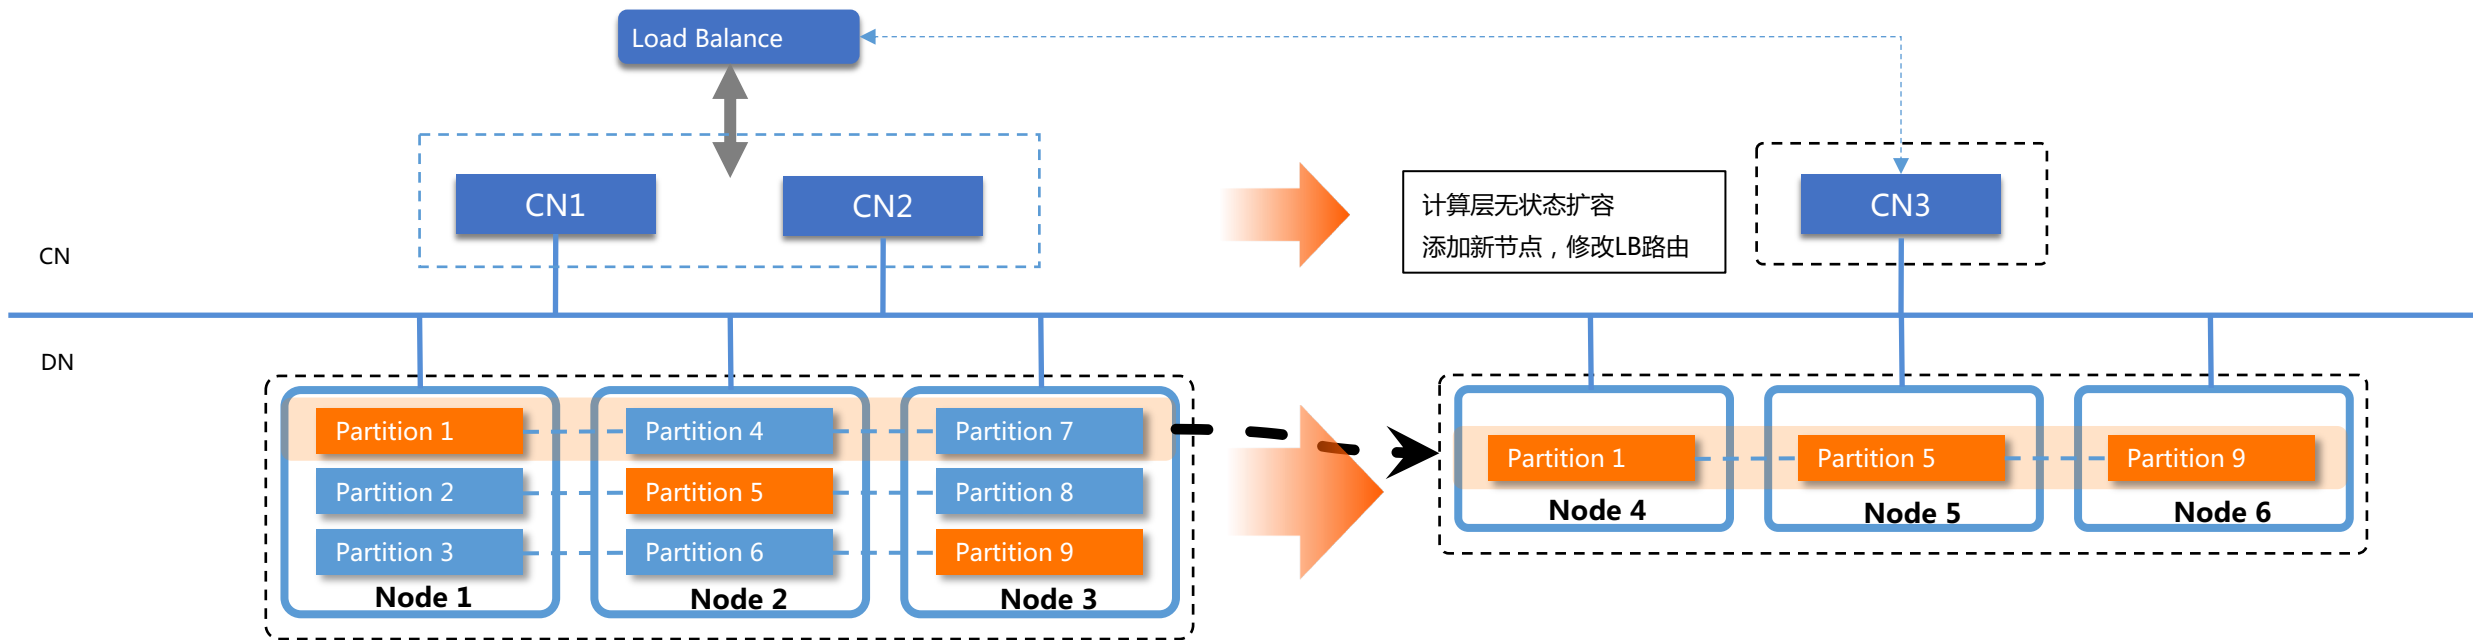 Load Balance
CN1
CN2
计算层无状态扩容
添加新节点，修改LB路由
CN3
CN
DN
Partition 1
Partition 4
Partition 7
Partition 2
Partition 5
Partition 8
Partition 3
Partition 6
Partition 9
Node 1
Node 2
Node 3
Partition 1
Partition 5
Partition 9
Node 4
Node 5
Node 6